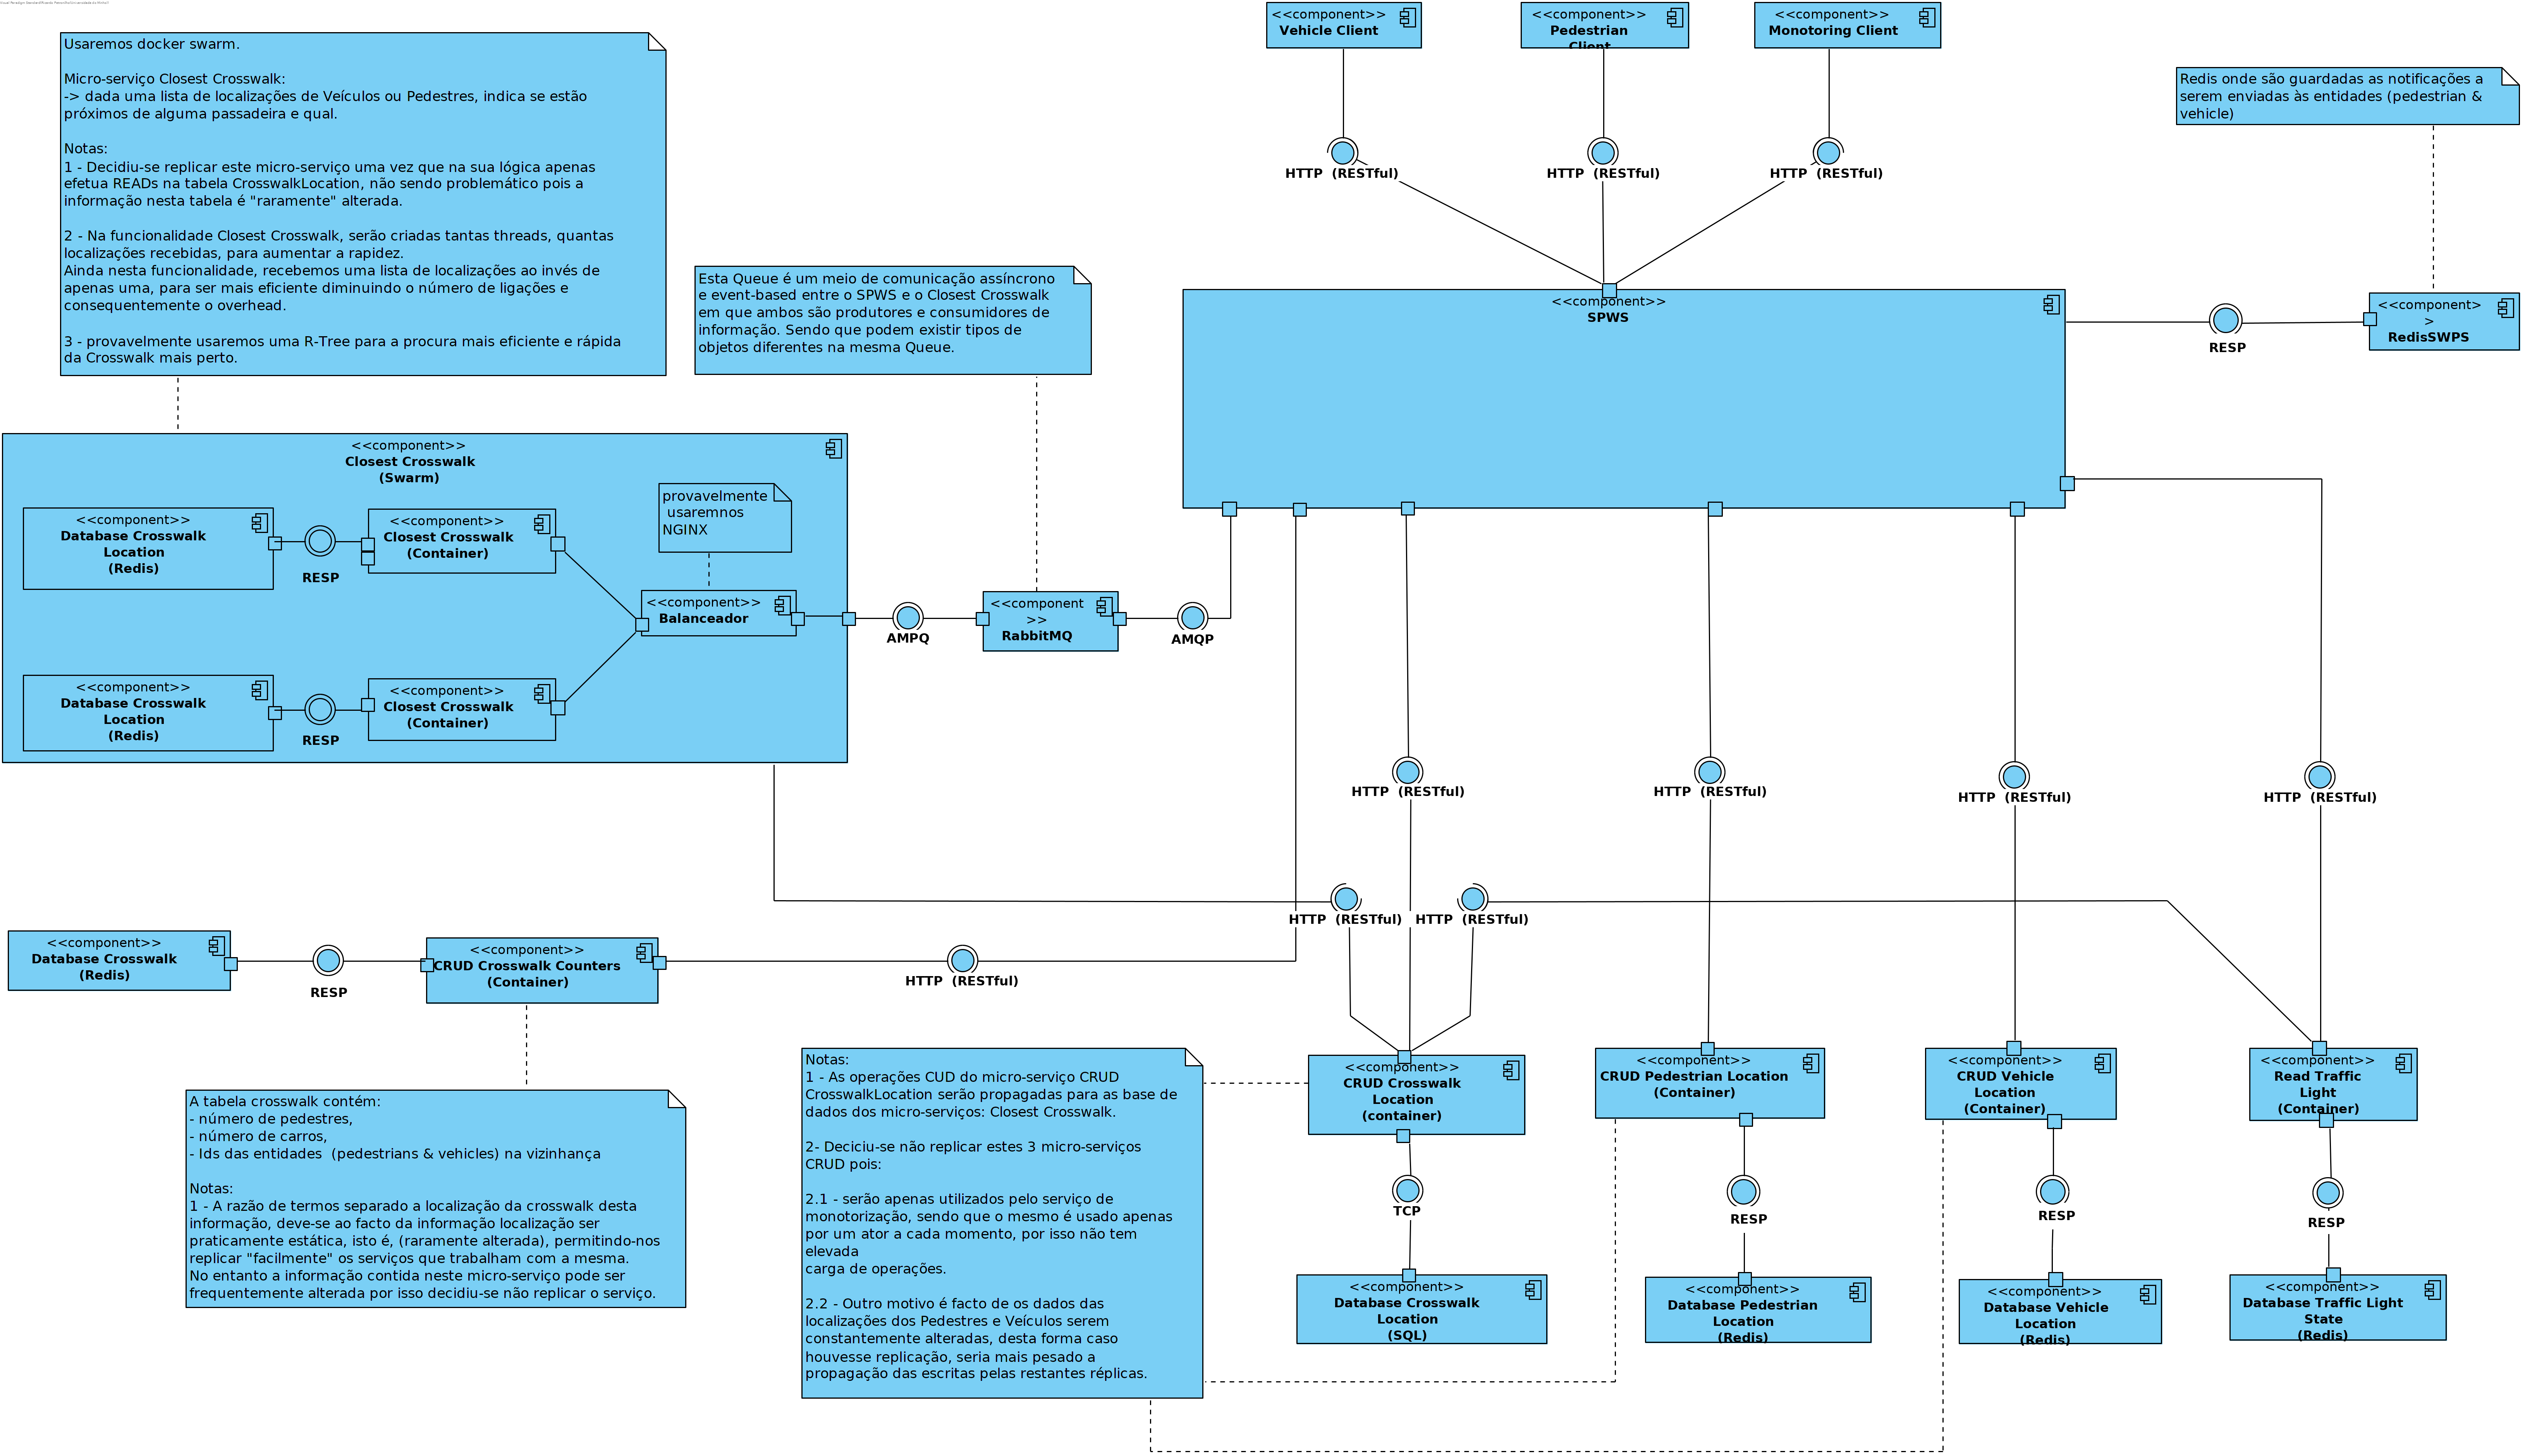 <<component>>
Vehicle Client
<<component>>
Pedestrian
Client
<<component>>
Monotoring Client
Usaremos docker swarm.
Micro-serviço Closest Crosswalk:
-> dada uma lista de localizações de Veículos ou Pedestres, indica se estão
próximos de alguma passadeira e qual.
Notas:
1 - Decidiu-se replicar este micro-serviço uma vez que na sua lógica apenas
efetua READs na tabela CrosswalkLocation, não sendo problemático pois a
informação nesta tabela é "raramente" alterada.
2 - Na funcionalidade Closest Crosswalk, serão criadas tantas threads, quantas
localizações recebidas, para aumentar a rapidez.
Ainda nesta funcionalidade, recebemos uma lista de localizações ao invés de
apenas uma, para ser mais eficiente diminuindo o número de ligações e
consequentemente o overhead.
3 - provavelmente usaremos uma R-Tree para a procura mais eficiente e rápida
da Crosswalk mais perto.
Redis onde são guardadas as notificações a
serem enviadas às entidades (pedestrian &
vehicle)
HTTP (RESTful)
HTTP (RESTful)
HTTP (RESTful)
Esta Queue é um meio de comunicação assíncrono
e event-based entre o SPWS e o Closest Crosswalk
em que ambos são produtores e consumidores de
informação. Sendo que podem existir tipos de
objetos diferentes na mesma Queue.
<<component>>
SPWS
RESP
<<component>
>
RedisSWPS
<<component>>
Closest Crosswalk
(Swarm)
provavelmente
usaremnos
NGINX
<<component>>
Database Crosswalk
Location
(Redis)
RESP
<<component>>
Closest Crosswalk
(Container)
<<component>>
Balanceador
<<component>>
Database Crosswalk
Location
(Redis)
RESP
<<component>>
Closest Crosswalk
(Container)
AMPQ
<<component
>>
RabbitMQ
AMQP
HTTP (RESTful)
HTTP (RESTful)
HTTP (RESTful)
HTTP (RESTful)
HTTP (RESTful)
HTTP (RESTful)
<<component>>
Database Crosswalk
(Redis)
RESP
<<component>>
CRUD Crosswalk Counters
(Container)
HTTP (RESTful)
A tabela crosswalk contém:
- número de pedestres,
- número de carros,
- Ids das entidades (pedestrians & vehicles) na vizinhança
Notas:
1 - A razão de termos separado a localização da crosswalk desta
informação, deve-se ao facto da informação localização ser
praticamente estática, isto é, (raramente alterada), permitindo-nos
replicar "facilmente" os serviços que trabalham com a mesma.
No entanto a informação contida neste micro-serviço pode ser
frequentemente alterada por isso decidiu-se não replicar o serviço.
Notas:
1 - As operações CUD do micro-serviço CRUD
CrosswalkLocation serão propagadas para as base de
dados dos micro-serviços: Closest Crosswalk.
2- Deciciu-se não replicar estes 3 micro-serviços
CRUD pois:
2.1 - serão apenas utilizados pelo serviço de
monotorização, sendo que o mesmo é usado apenas
por um ator a cada momento, por isso não tem
elevada
carga de operações.
2.2 - Outro motivo é facto de os dados das
localizações dos Pedestres e Veículos serem
constantemente alteradas, desta forma caso
houvesse replicação, seria mais pesado a
propagação das escritas pelas restantes réplicas.
<<component>>
CRUD Crosswalk
Location
(container)
<<component>>
CRUD Pedestrian Location
(Container)
<<component>>
CRUD Vehicle
Location
(Container)
<<component>>
Read Traffic
Light
(Container)
TCP
RESP
RESP
RESP
<<component>>
Database Crosswalk
Location
(SQL)
<<component>>
Database Pedestrian
Location
(Redis)
<<component>>
Database Vehicle
Location
(Redis)
<<component>>
Database Traffic Light
State
(Redis)